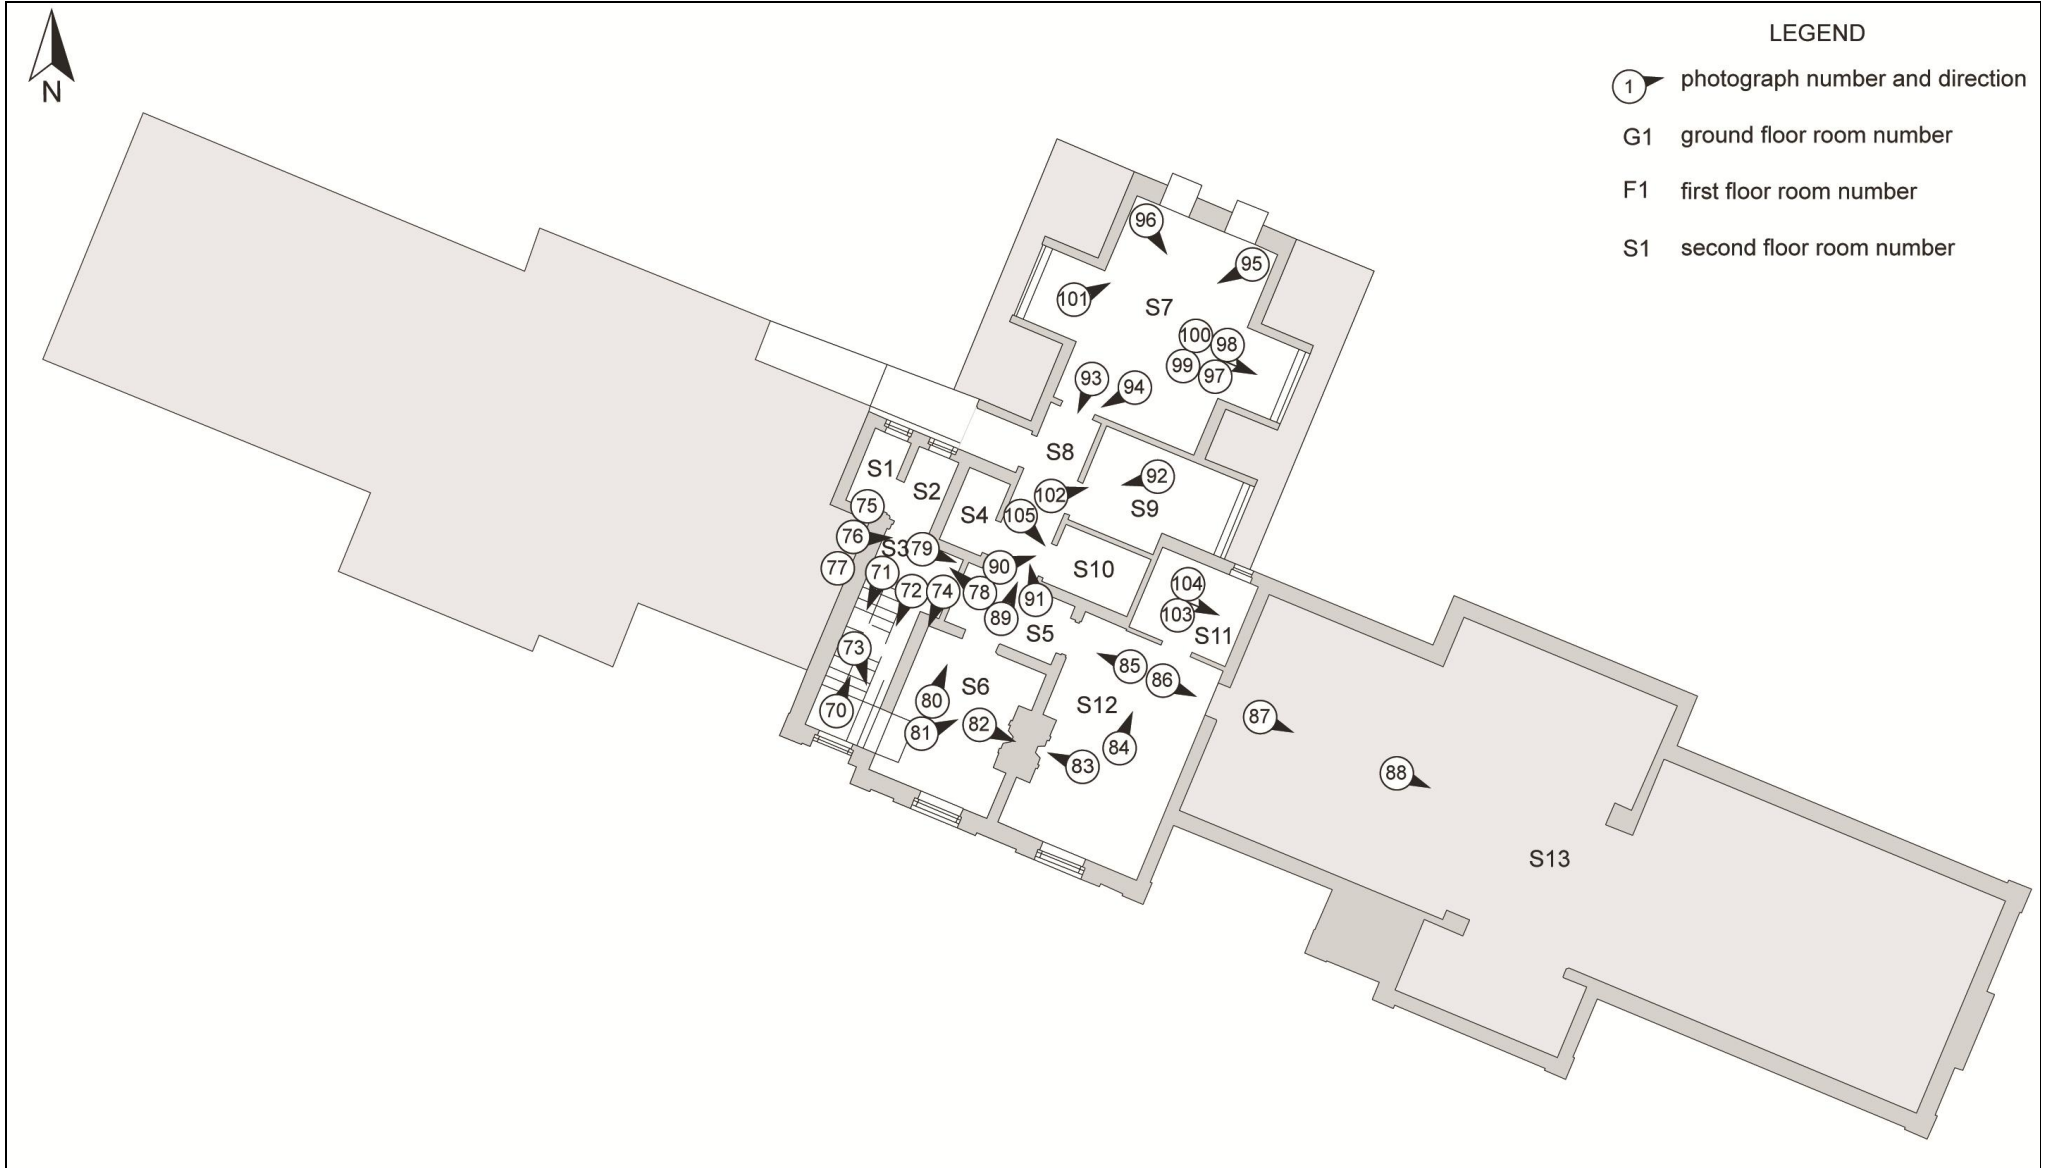 LEGEND
N
1 photograph number and direction
G1 ground floor room number
F1 first floor room number
S1 second floor room number
96
95
101
S7
100 98
99 97
93 94
S8
S1
S2
92
102
S9
75
S4
105
76
S3 79
77
71
90
S10
72 74 78
91
104
89
103
S5
S11
73
85
86
80
S6
70
S12
87
81
82
84
83
88
S13